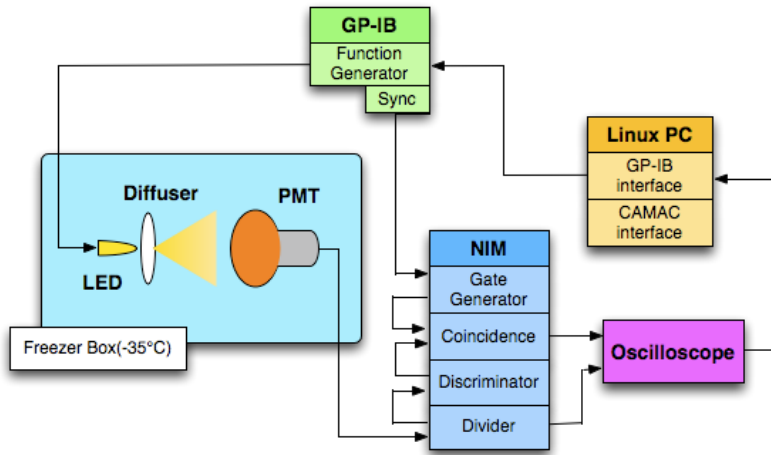 GP-IB
Function
Generator
Sync
Linux PC
GP-IB
interface
CAMAC
interface
Diffuser
PMT
LED
Freezer Box(-35°C)
NIM
Gate
Generator
Coincidence
Discriminator
Divider
Oscilloscope